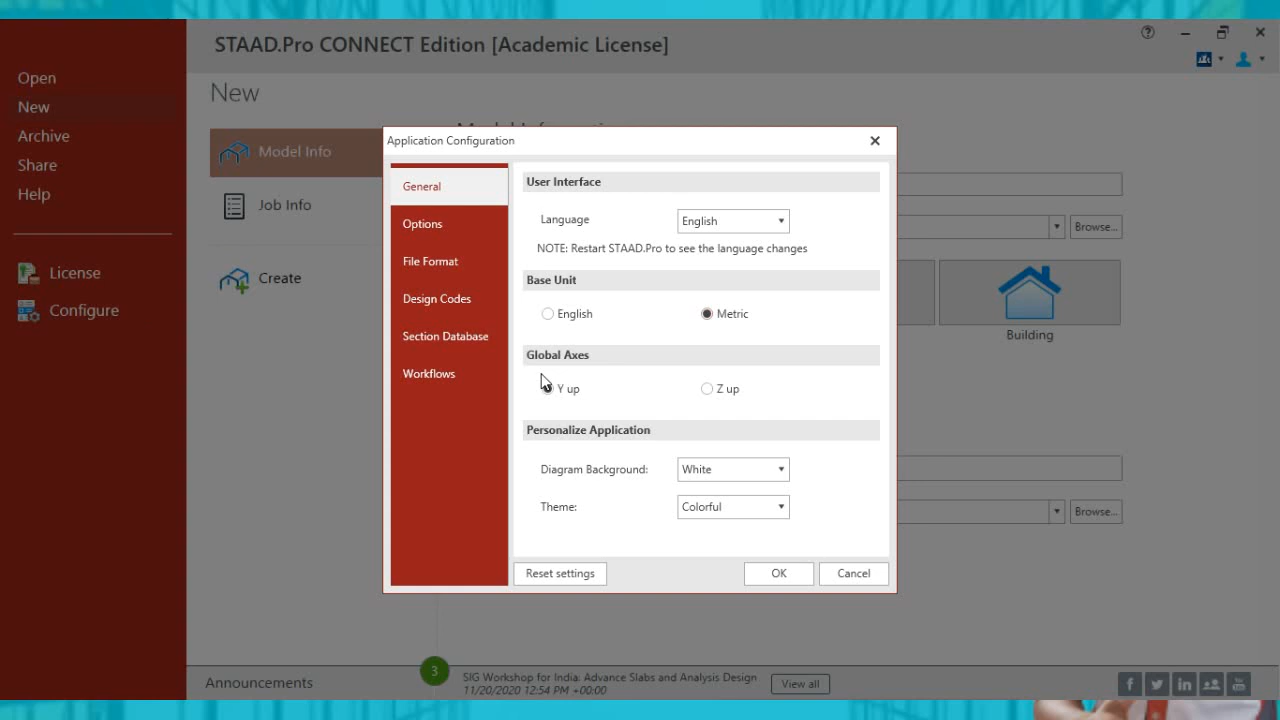 STAAD.Pro CONNECT Edition [Academic License]
Open
New
Archive
Share
Help
License
Configure
New
Model Info
Job Info
Create
Application Configuration
General
Options
File Format
Design Codes
Section Database
Workflows
User Interface
Language
English
NOTE: Restart STAAD.Pro to see the language changes
Base Unit
English
Metric
Global Axes
Y up
Z up
Personalize Application
Diagram Background:
White
Theme:
Colorful
Reset settings
OK
Cancel
Browse...
Building
Browse...
Announcements
3
SIG Workshop for India: Advance Slabs and Analysis Design
11/20/2020 12:54 PM +00:00
View all